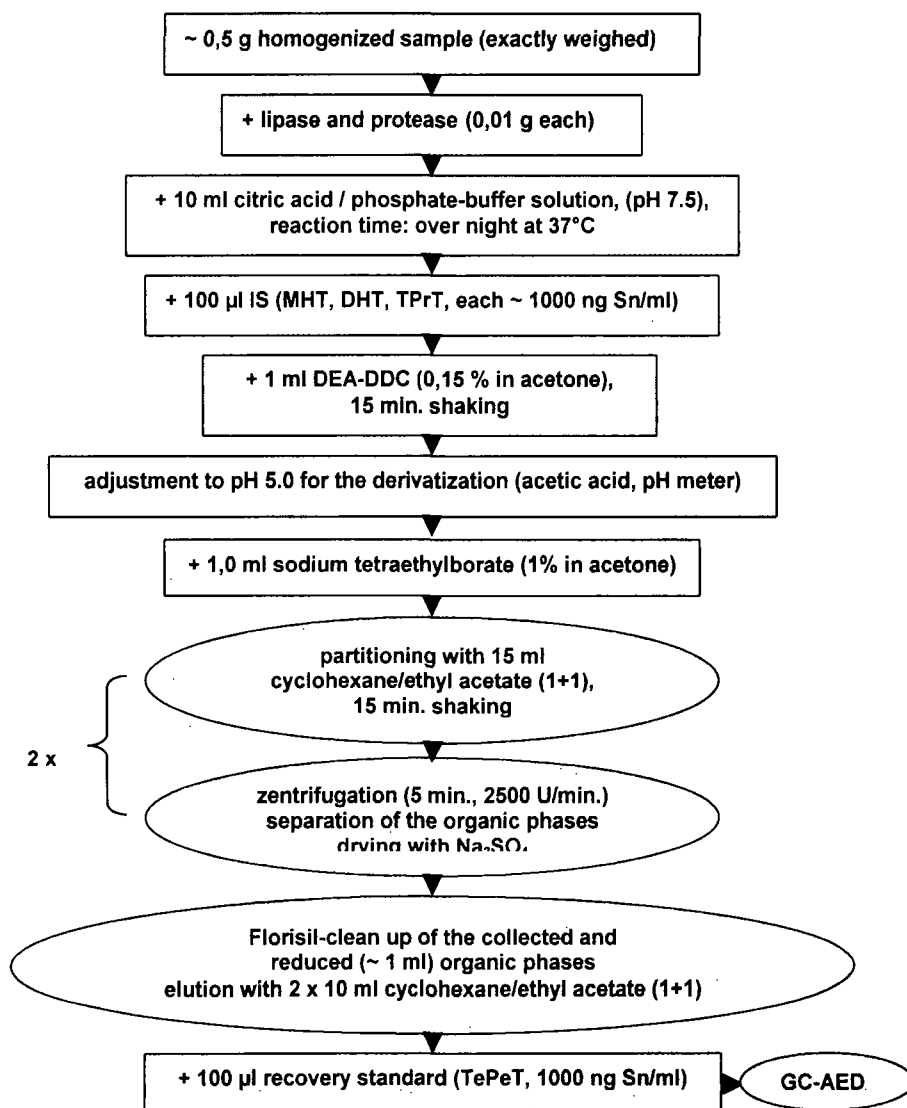 ~ 0,5 g homogenized sample (exactly weighed)
+ lipase and protease (0,01 g each)
+ 10 ml citric acid / phosphate-buffer solution, (pH 7.5),
reaction time: over night at 37°C
+ 100 µl IS (MHT, DHT, TPrT, each ~ 1000 ng Sn/ml)
+ 1 ml DEA-DDC (0,15 % in acetone),
15 min. shaking
adjustment to pH 5.0 for the derivatization (acetic acid, pH meter)
+ 1,0 ml sodium tetraethylborate (1% in acetone)
partitioning with 15 ml
cyclohexane/ethyl acetate (1+1),
15 min. shaking
2 x
zentrifugation (5 min., 2500 U/min.)
separation of the organic phases
drying with Na₂SO₄
Florisil-clean up of the collected and
reduced (~ 1 ml) organic phases
elution with 2 x 10 ml cyclohexane/ethyl acetate (1+1)
+ 100 µl recovery standard (TePeT, 1000 ng Sn/ml)
GC-AED